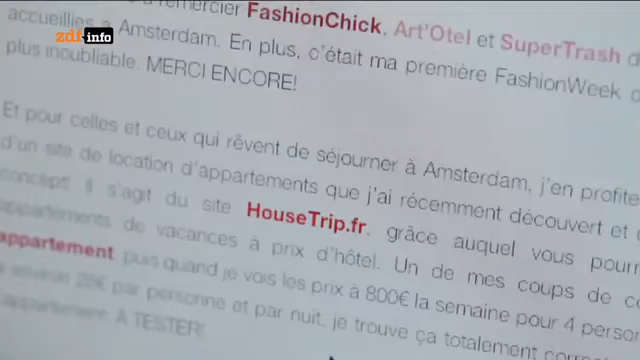 zdf info
remercier FashionChick, Art'Otel et SuperTrash
accueillies à Amsterdam. En plus, c'était ma première FashionWeek
plus inoubliable. MERCI ENCORE!
Et pour celles et ceux qui rêvent de séjourner à Amsterdam, j'en profite
d'un site de location d'appartements que j'ai récemment découvert et
concept! Il s'agit du site HouseTrip.fr, grâce auquel vous
appartements de vacances à prix d'hôtel. Un de mes coups de
appartement, puis quand je vois les prix à 800€ la semaine pour 4
par personne et par nuit, je trouve ça totalement
appartement. A TESTER!